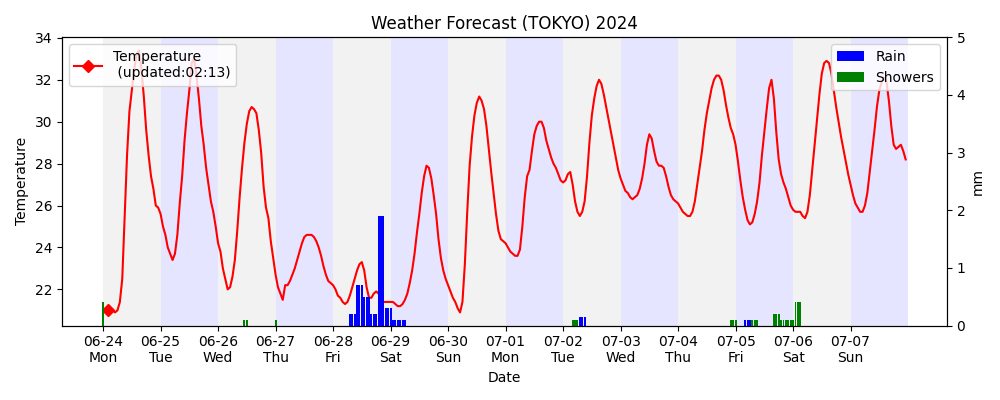 Weather Forecast (TOKYO) 2024
Temperature
(updated:02:13)
Rain
Showers
Temperature
34
32
30
28
26
24
22
5
4
3
2
1
0
mm
06-24 06-25 06-26 06-27 06-28 06-29 06-30 07-01 07-02 07-03 07-04 07-05 07-06 07-07
Mon Tue Wed Thu Fri Sat Sun Mon Tue Wed Thu Fri Sat Sun
Date